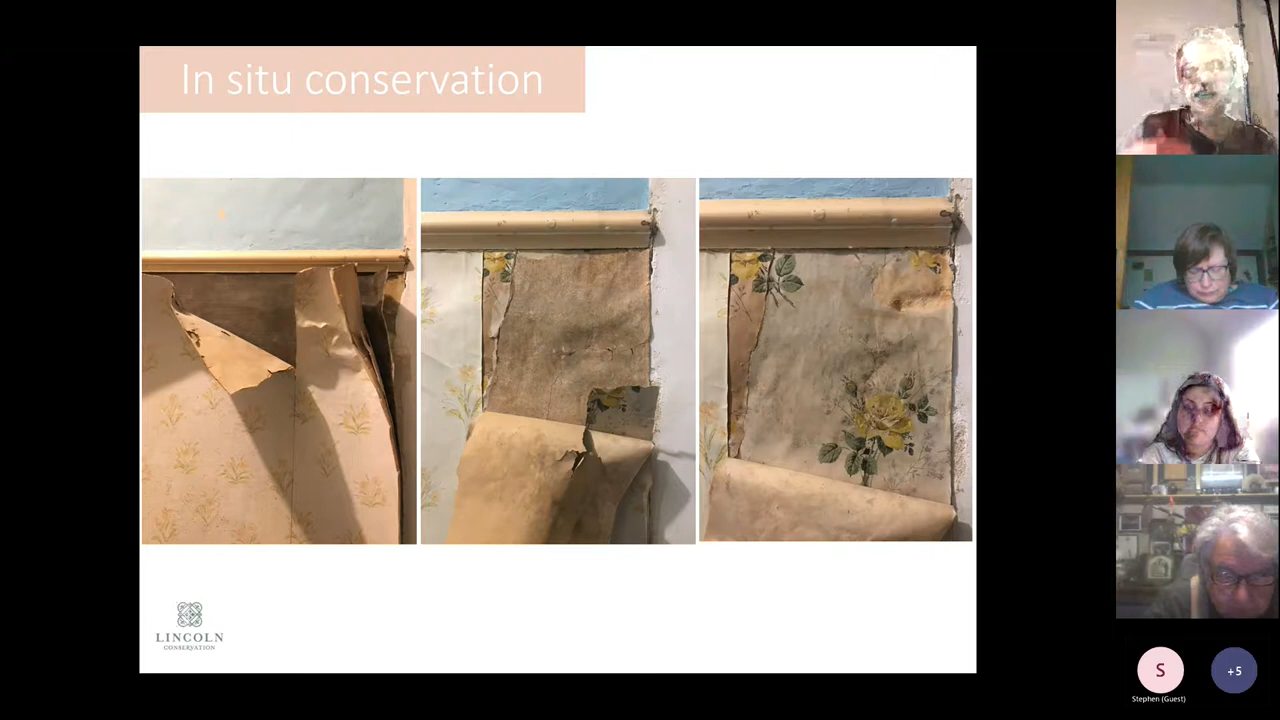 In situ conservation
LINCOLN
CONSERVATION
S
+5
Stephen (Guest)